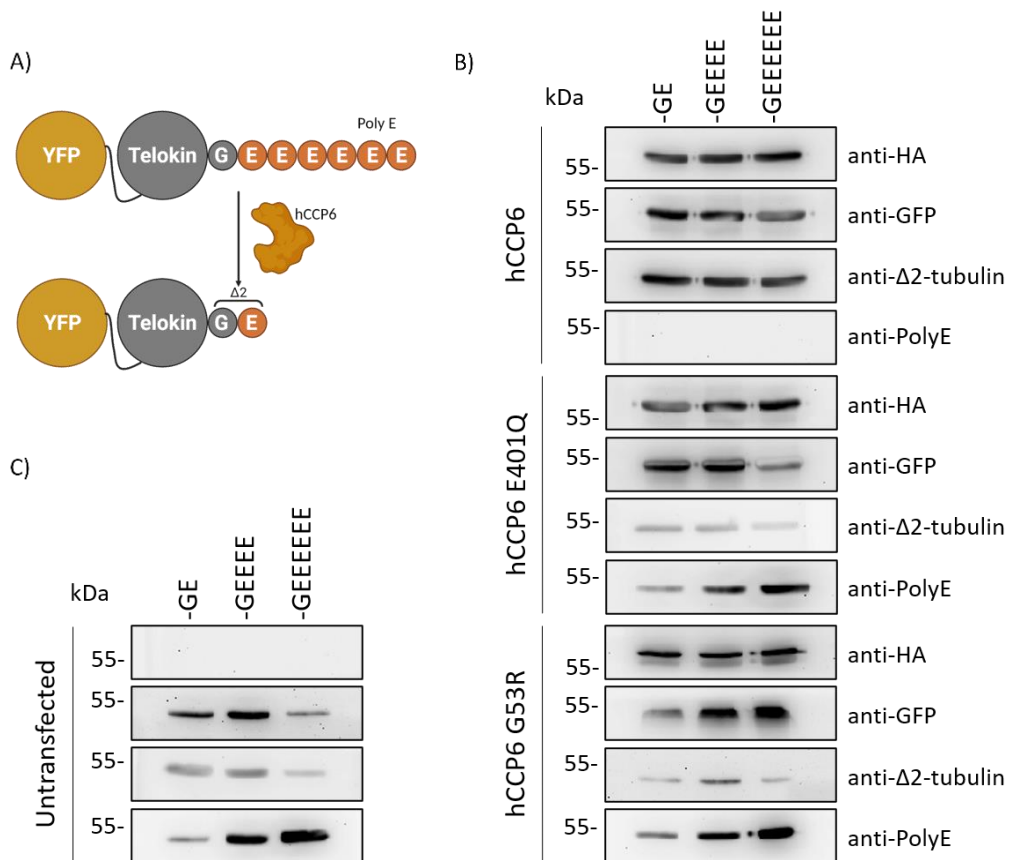 A)
YFP Telokin G E E E E E E
Poly E
hCCP6
Δ2
YFP Telokin G E
B)
kDa
-GE
-GEEEE
-GEEEEEE
hCCP6
55- anti-HA
55- anti-GFP
55- anti-Δ2-tubulin
anti-PolyE
hCCP6 E401Q
55- anti-HA
55- anti-GFP
55- anti-Δ2-tubulin
55- anti-PolyE
hCCP6 G53R
55- anti-HA
55- anti-GFP
55- anti-Δ2-tubulin
55- anti-PolyE
C)
kDa
-GE
-GEEEE
-GEEEEEE
Untransfected
55-
55-
55-
55-